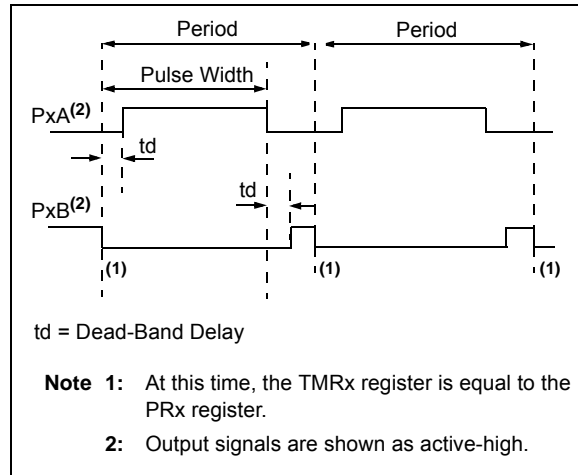 Period Period
Pulse Width
PxA(2)
td
td
PxB(2)
(1) (1) (1)
td = Dead-Band Delay
Note 1: At this time, the TMRx register is equal to the
PRx register.
2: Output signals are shown as active-high.